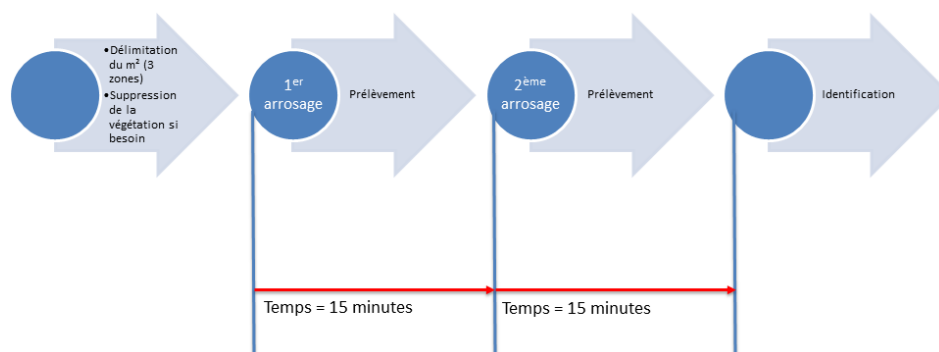 •Délimitation
du m² (3
zones)
•Suppression
de la
végétation si
besoin
1er
arrosage
Prélèvement
2ème
arrosage
Prélèvement
Identification
Temps = 15 minutes
Temps = 15 minutes